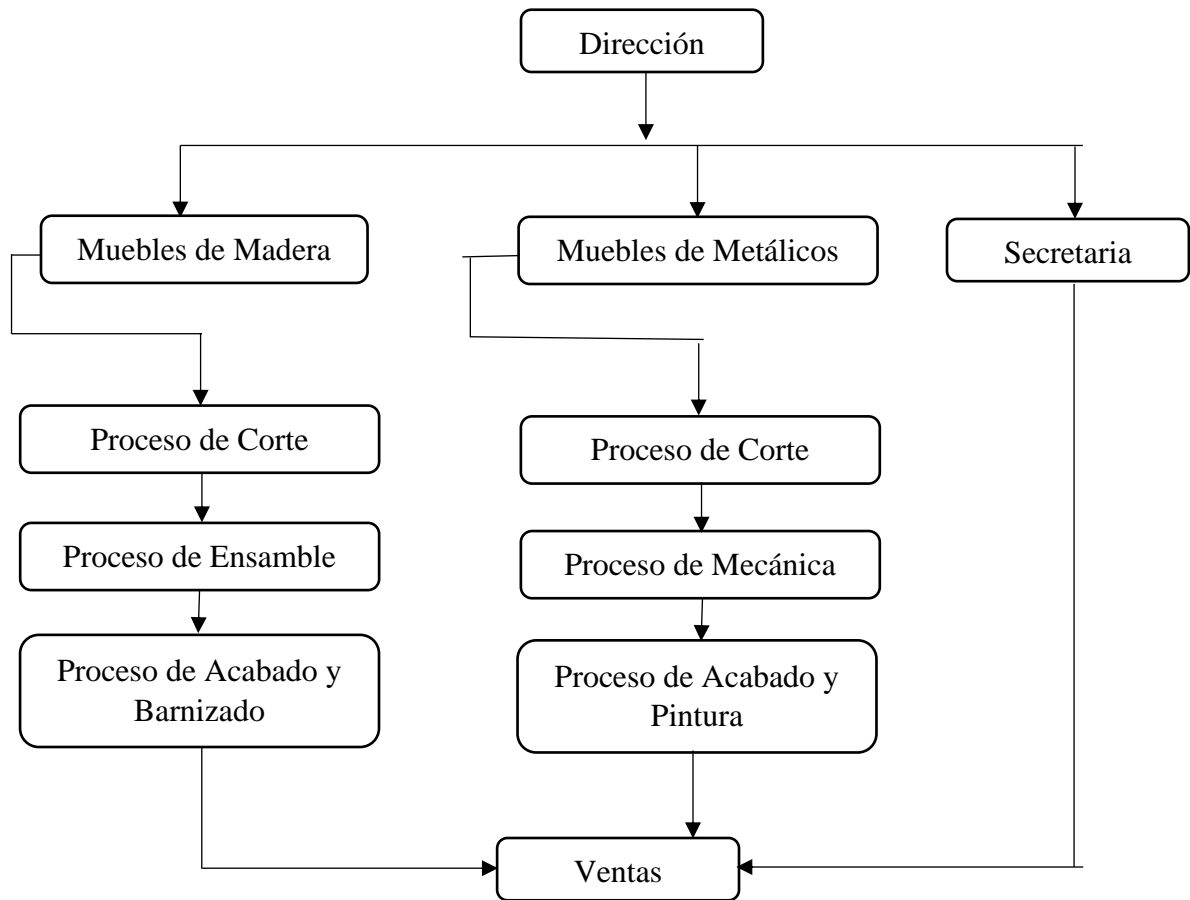 Dirección
Muebles de Madera
Muebles de Metálicos
Secretaria
Proceso de Corte
Proceso de Corte
Proceso de Ensamble
Proceso de Mecánica
Proceso de Acabado y
Barnizado
Proceso de Acabado y
Pintura
Ventas